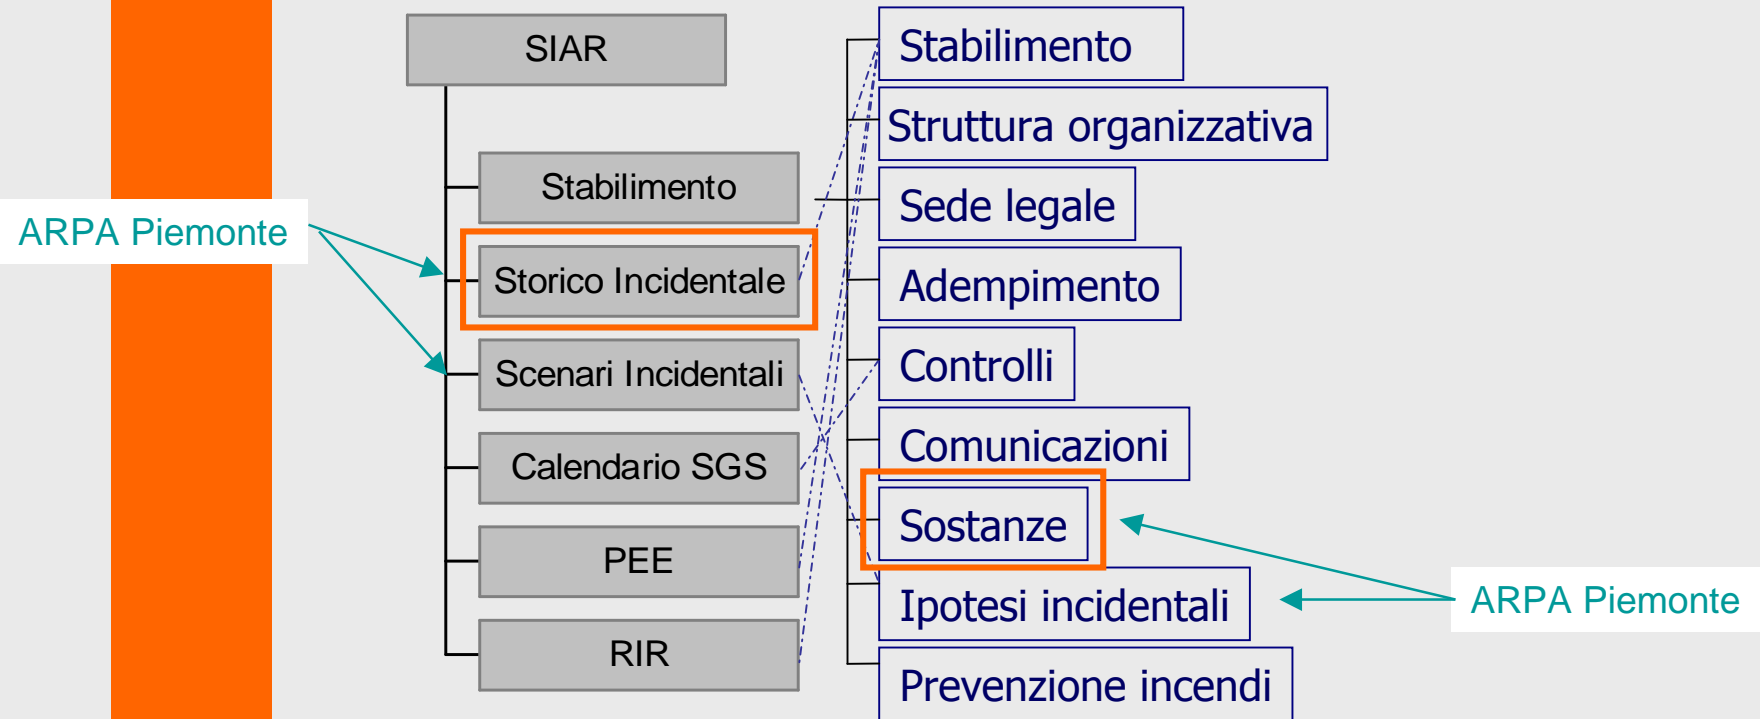 SIAR
Stabilimento
Storico Incidentale
Scenari Incidentali
Calendario SGS
PEE
RIR
ARPA Piemonte
Stabilimento
Struttura organizzativa
Sede legale
Adempimento
Controlli
Comunicazioni
Sostanze
Ipotesi incidentali
Prevenzione incendi
ARPA Piemonte